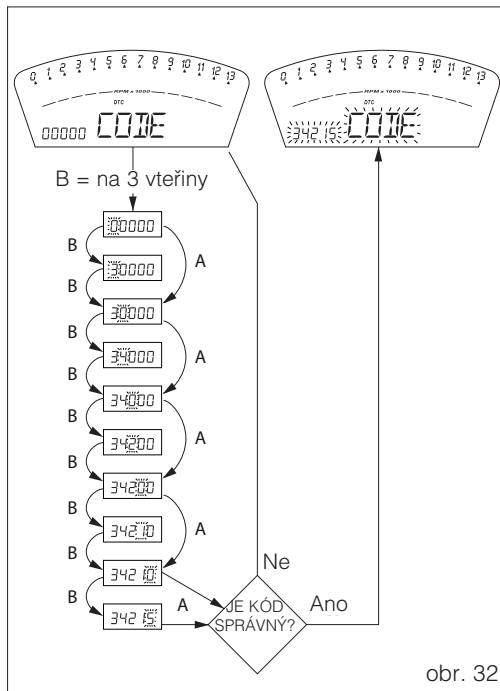 0 1 2 3 4 5 6 7 8 9 10 11 12 13
RPM x 1000
DTC
00000 CODE
0 1 2 3 4 5 6 7 8 9 10 11 12 13
RPM x 1000
DTC
34215 CODE
B = na 3 vteřiny
00000
B
A
30000
B
30000
B
A
34000
B
34000
B
A
34200
B
34200
B
A
34210
B
34210
B
A
34215
Ne
JE KÓD
SPRÁVNÝ?
Ano
obr. 32